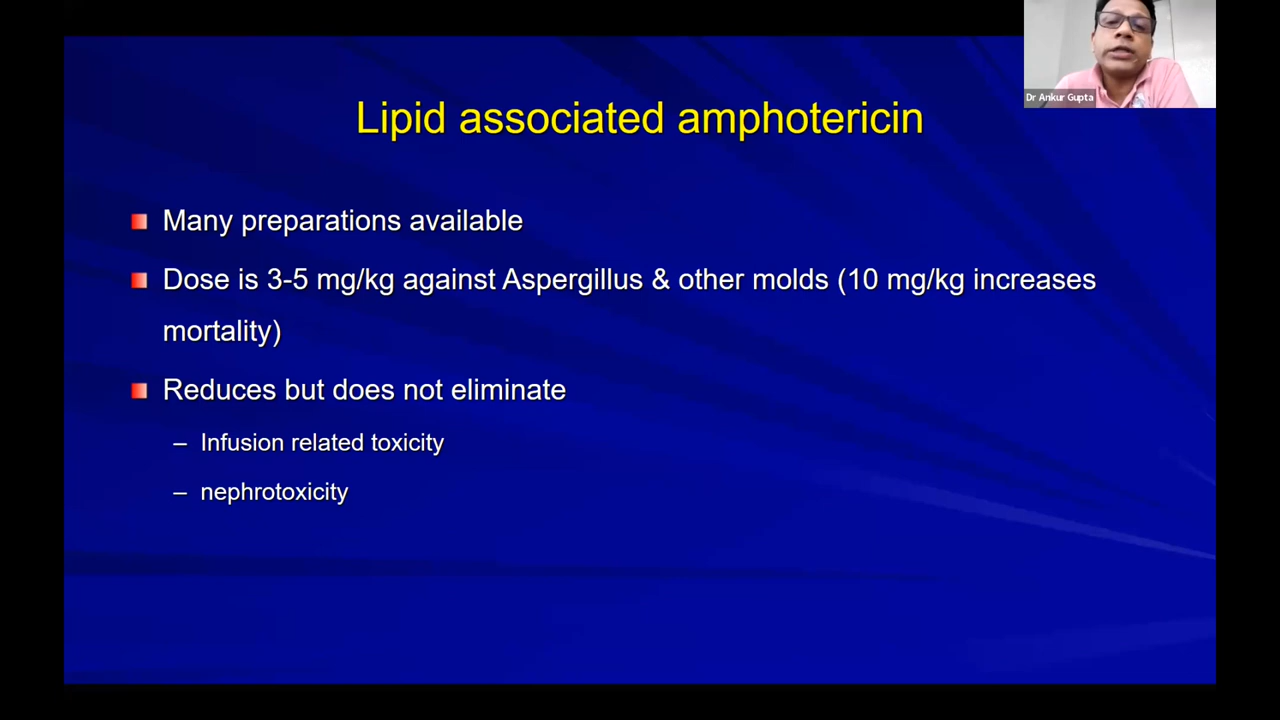 Dr Ankur Gupta
Lipid associated amphotericin
Many preparations available
Dose is 3-5 mg/kg against Aspergillus & other molds (10 mg/kg increases
mortality)
Reduces but does not eliminate
– Infusion related toxicity
– nephrotoxicity